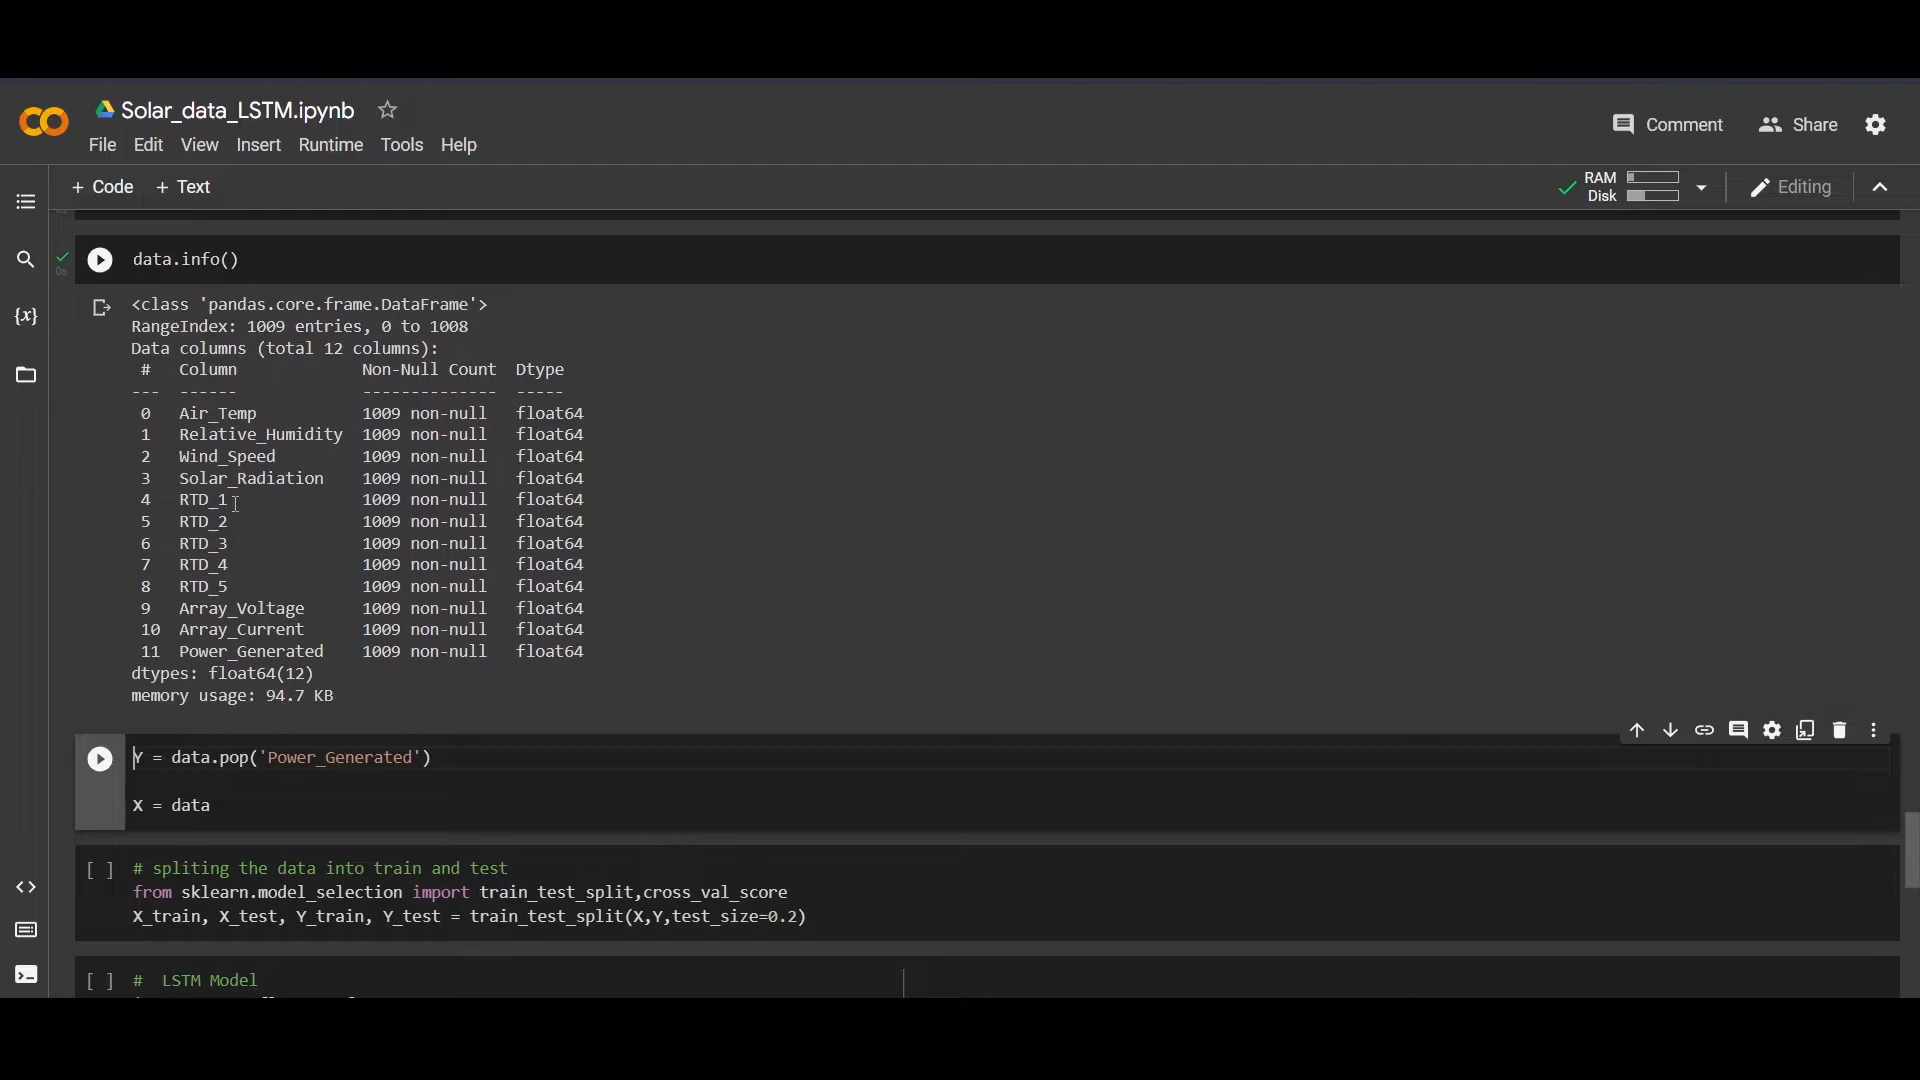 Solar_data_LSTM.ipynb
File Edit View Insert Runtime Tools Help
Comment Share
+ Code + Text
RAM
Disk
Editing
data.info()
0s
{x}
<class 'pandas.core.frame.DataFrame'>
RangeIndex: 1009 entries, 0 to 1008
Data columns (total 12 columns):
# Column Non-Null Count Dtype
--- ------ -------------- -----
0 Air_Temp 1009 non-null float64
1 Relative_Humidity 1009 non-null float64
2 Wind_Speed 1009 non-null float64
3 Solar_Radiation 1009 non-null float64
4 RTD_1 1009 non-null float64
5 RTD_2 1009 non-null float64
6 RTD_3 1009 non-null float64
7 RTD_4 1009 non-null float64
8 RTD_5 1009 non-null float64
9 Array_Voltage 1009 non-null float64
10 Array_Current 1009 non-null float64
11 Power_Generated 1009 non-null float64
dtypes: float64(12)
memory usage: 94.7 KB
Y = data.pop('Power_Generated')
X = data
[ ] # spliting the data into train and test
from sklearn.model_selection import train_test_split,cross_val_score
X_train, X_test, Y_train, Y_test = train_test_split(X,Y,test_size=0.2)
[ ] # LSTM Model